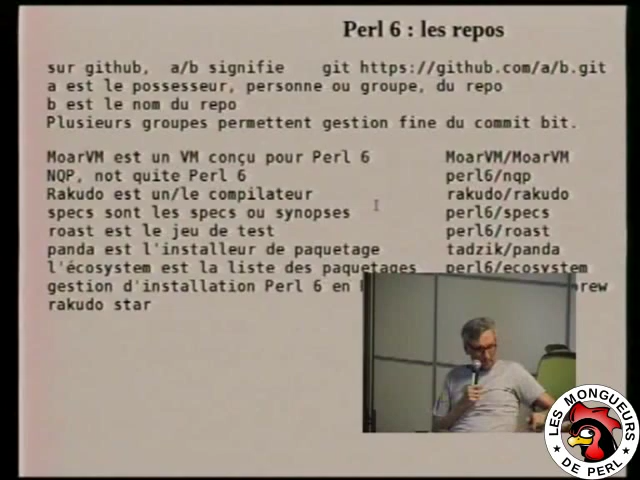 Perl 6 : les repos
sur github, a/b signifie git https://github.com/a/b.git
a est le possesseur, personne ou groupe, du repo
b est le nom du repo
Plusieurs groupes permettent gestion fine du commit bit.
MoarVM est un VM conçu pour Perl 6 MoarVM/MoarVM
NQP, not quite Perl 6 perl6/nqp
Rakudo est un/le compilateur rakudo/rakudo
specs sont les specs ou synopses perl6/specs
roast est le jeu de test perl6/roast
panda est l'installeur de paquetage tadzik/panda
l'écosystem est la liste des paquetages perl6/ecosystem
gestion d'installation Perl 6 en
rakudo star
LES MONGUEURS
DE PERL